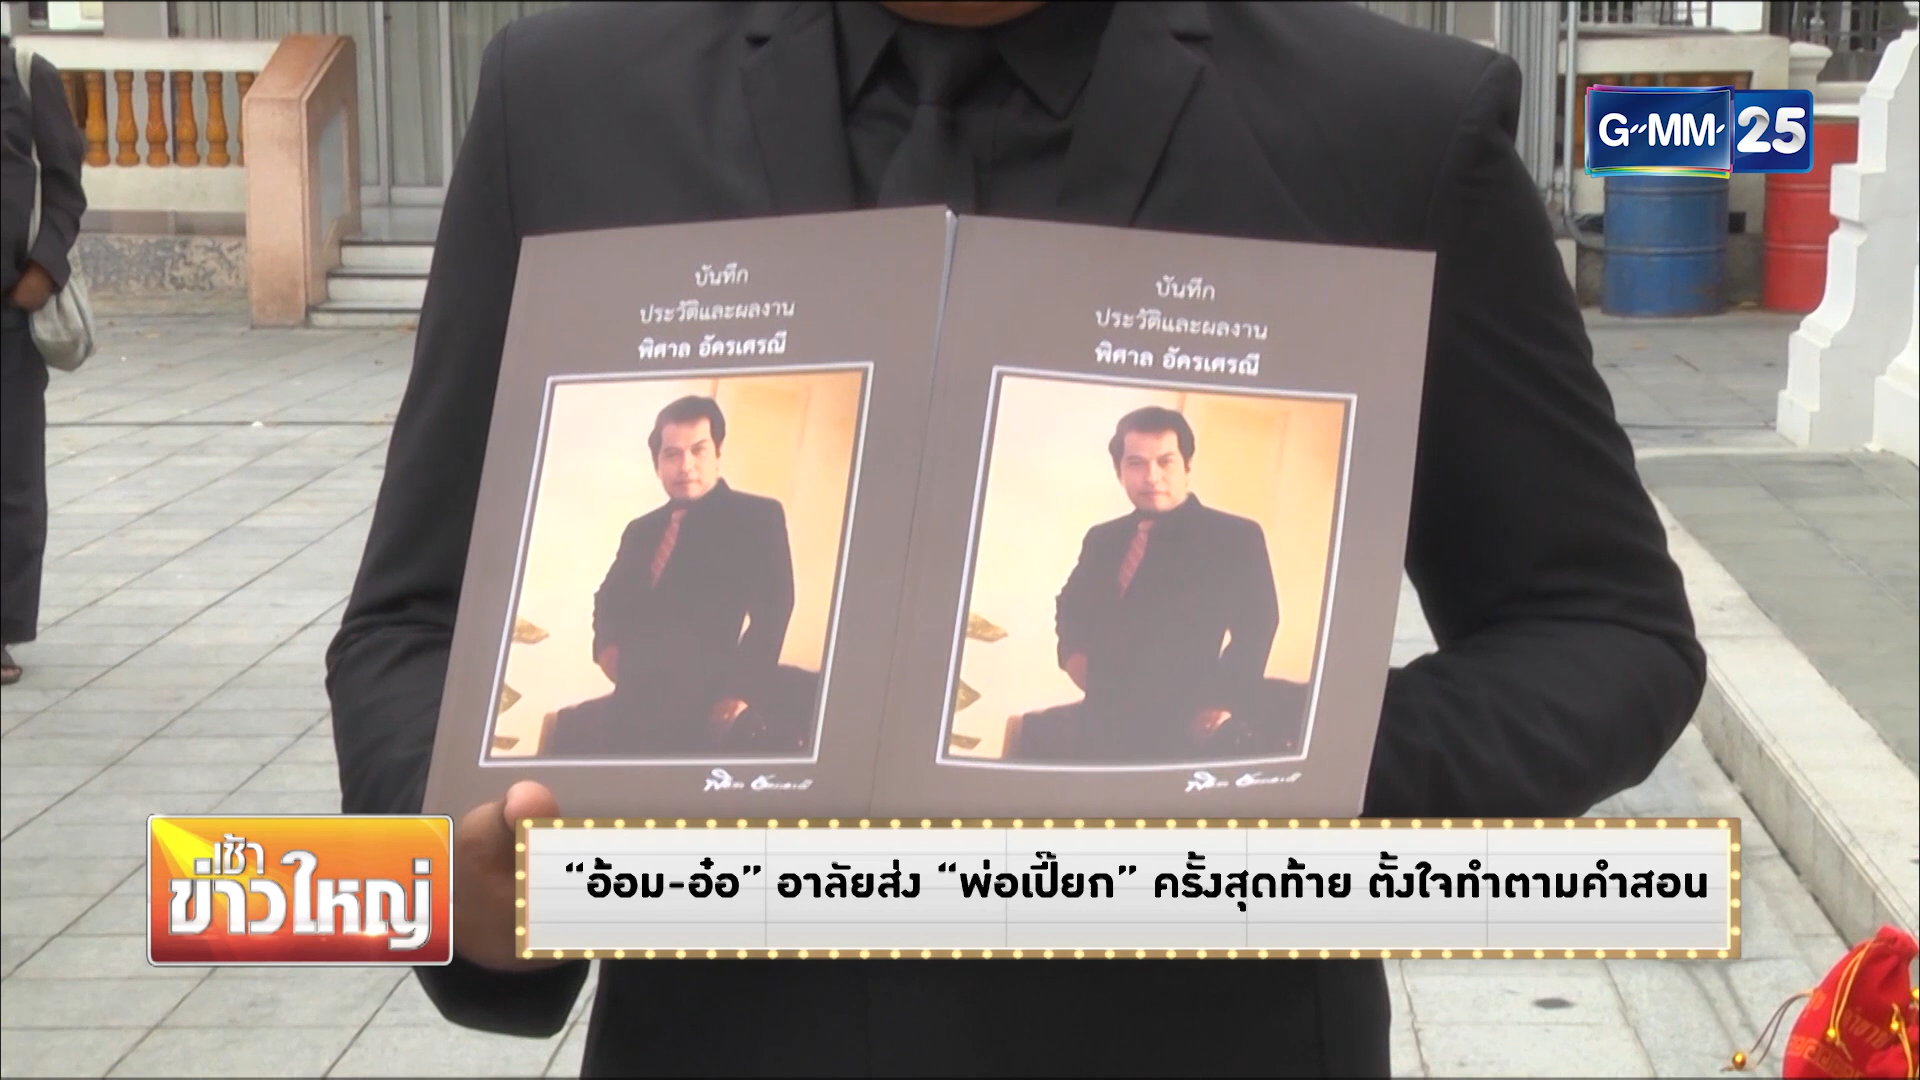 G"MM' 25
บันทึก
ประวัติและผลงาน
พิศาล อัครเศรณี
บันทึก
ประวัติและผลงาน
พิศาล อัครเศรณี
เช้า
ข่าวใหญ่
“อ้อม-อ๋อ” อาลัยส่ง “พ่อเปี๊ยก” ครั้งสุดท้าย ตั้งใจทำตามคำสอน